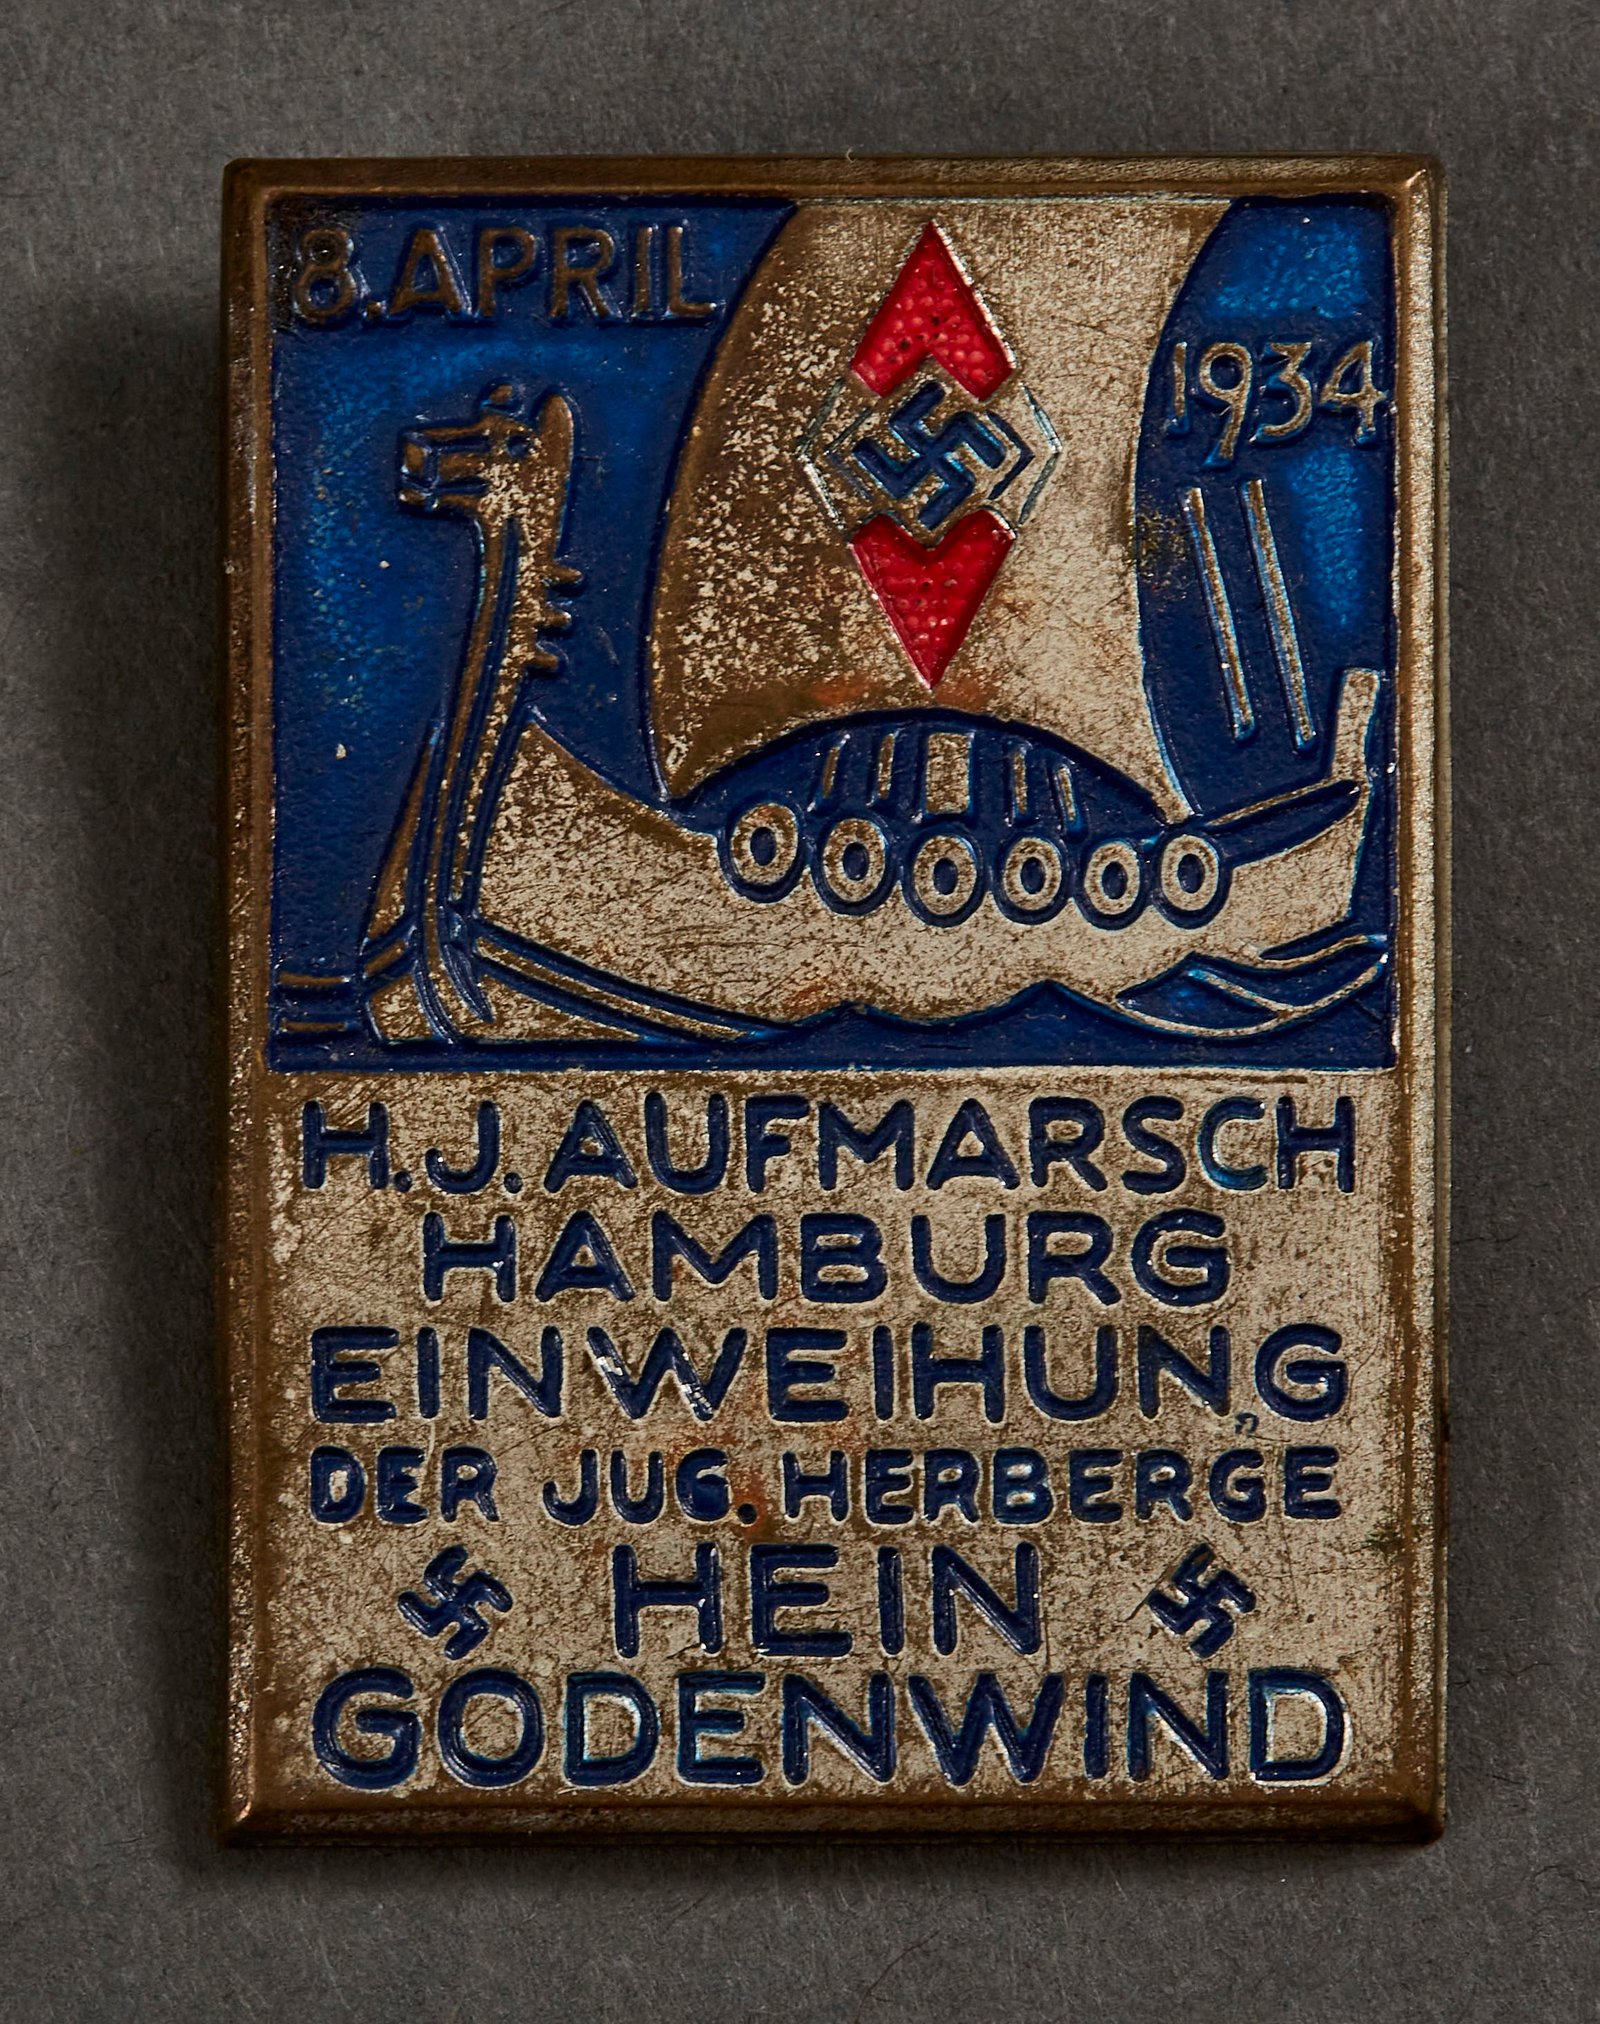 8. APRIL
1934
H.J. AUFMARSCH
HAMBURG
EINWEIHUNG
DER JUG. HERBERGE
HEIN
GODENWIND